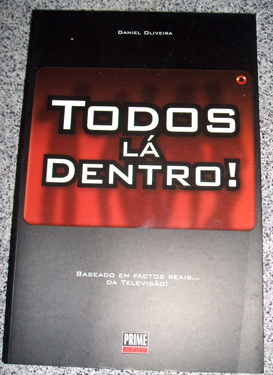 DANIEL OLIVEIRA
TODOS
LÁ
DENTRO!
BASEADO EM FACTOS REAIS...
DA TELEVISÃO!
PRIME